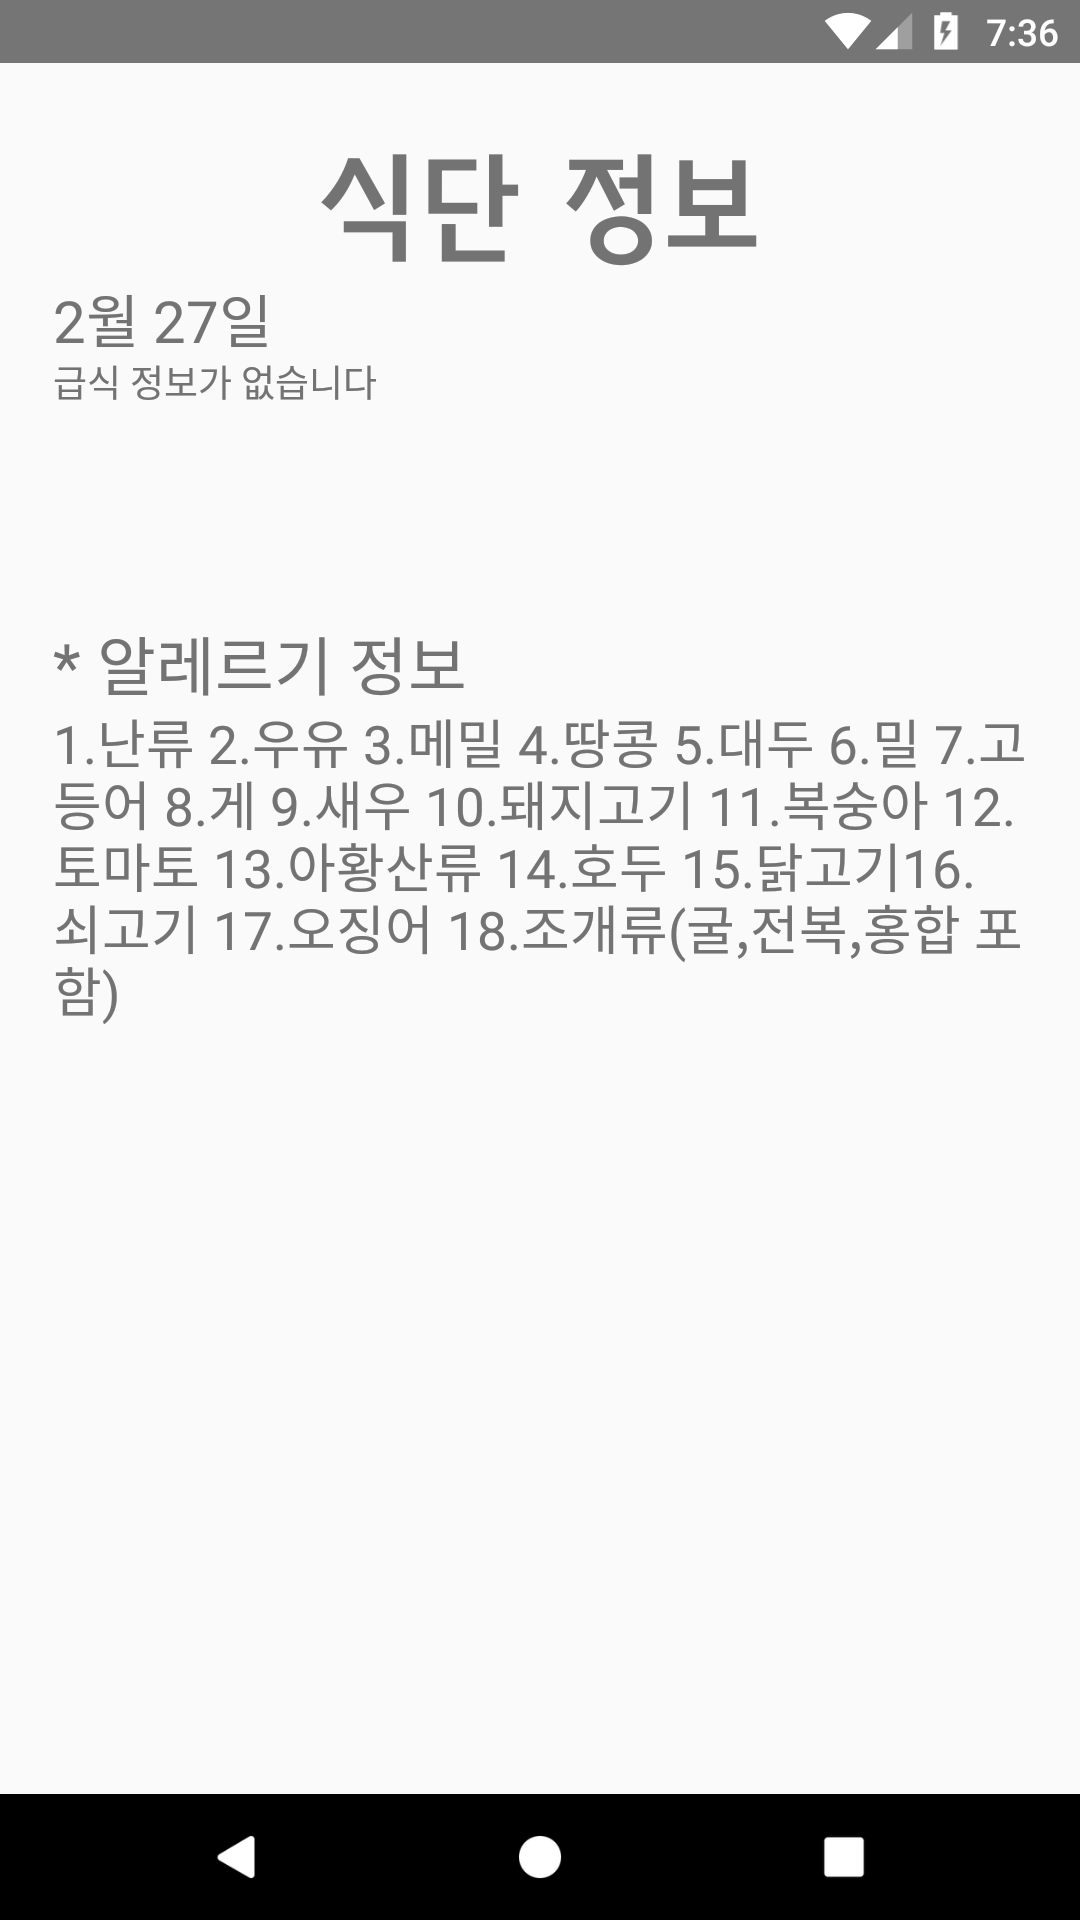 7:36
식단 정보
2월 27일
급식 정보가 없습니다
* 알레르기 정보
1.난류 2.우유 3.메밀 4.땅콩 5.대두 6.밀 7.고
등어 8.게 9.새우 10.돼지고기 11.복숭아 12.
토마토 13.아황산류 14.호두 15.닭고기16.
쇠고기 17.오징어 18.조개류(굴,전복,홍합 포
함)